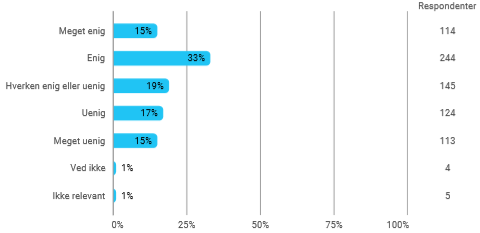 Respondenter
Meget enig 15% 114
Enig 33% 244
Hverken enig eller uenig 19% 145
Uenig 17% 124
Meget uenig 15% 113
Ved ikke 1% 4
Ikke relevant 1% 5
0% 25% 50% 75% 100%